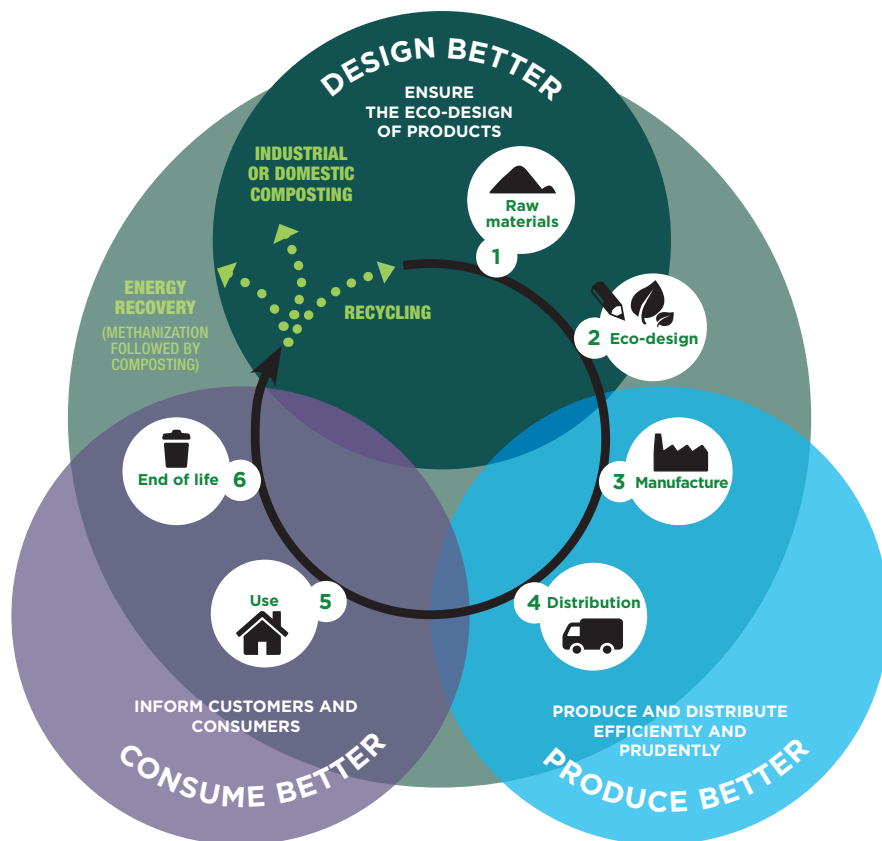 DESIGN BETTER
ENSURE
THE ECO-DESIGN
OF PRODUCTS
INDUSTRIAL
OR DOMESTIC
COMPOSTING
Raw
materials
1
ENERGY
RECOVERY
(METHANIZATION
FOLLOWED BY
COMPOSTING)
RECYCLING
2 Eco-design
3 Manufacture
End of life 6
4 Distribution
Use 5
INFORM CUSTOMERS AND
CONSUMERS
CONSUME BETTER
PRODUCE AND DISTRIBUTE
EFFICIENTLY AND
PRUDENTLY
PRODUCE BETTER